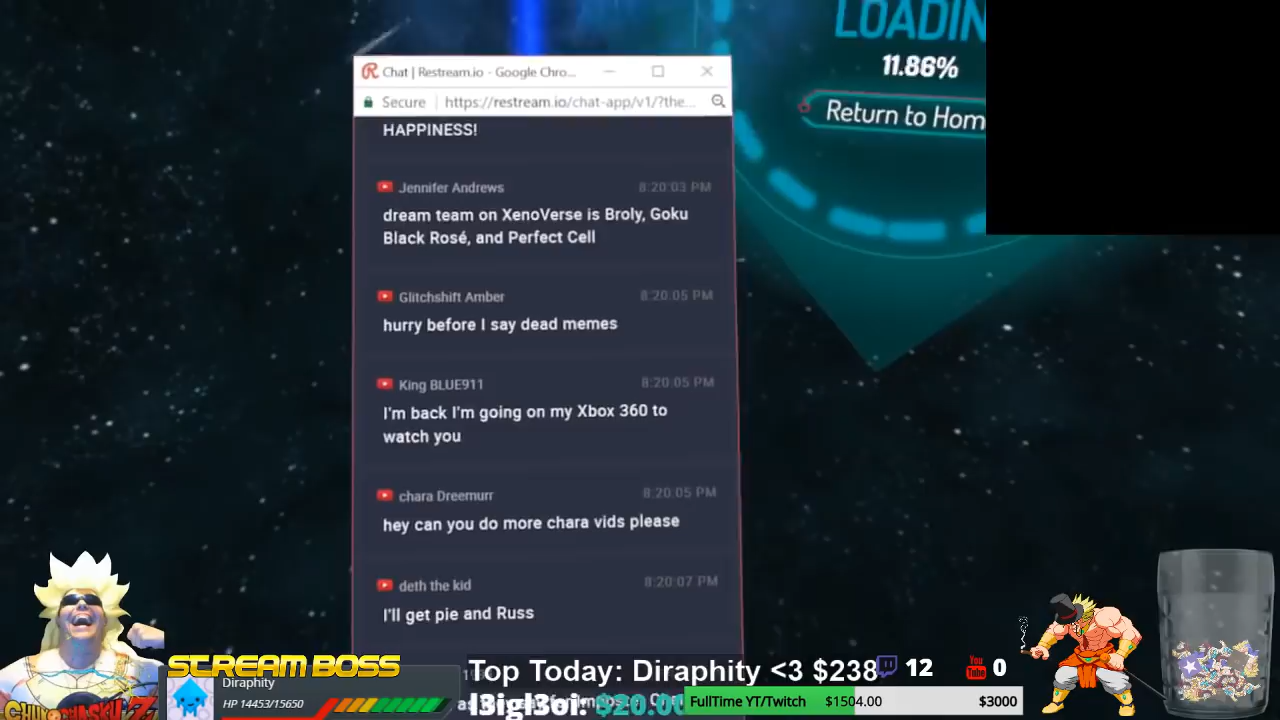 LOADIN
11.86%
Return to Hom
Chat | Restream.io - Google Chro...
Secure https://restream.io/chat-app/v1/?the...
HAPPINESS!
Jennifer Andrews 8:20:03 PM
dream team on XenoVerse is Broly, Goku
Black Rosé, and Perfect Cell
Glitchshift Amber 8:20:05 PM
hurry before I say dead memes
King BLUE911 8:20:05 PM
I'm back I'm going on my Xbox 360 to
watch you
chara Dreemurr 8:20:05 PM
hey can you do more chara vids please
deth the kid 8:20:07 PM
I'll get pie and Russ
STREAM BOSS
Diraphity
HP 14453/15650
Top Today: Diraphity <3 $238
12
You Tube 0
l3igl3oi: $20.00
FullTime YT/Twitch $1504.00 $3000